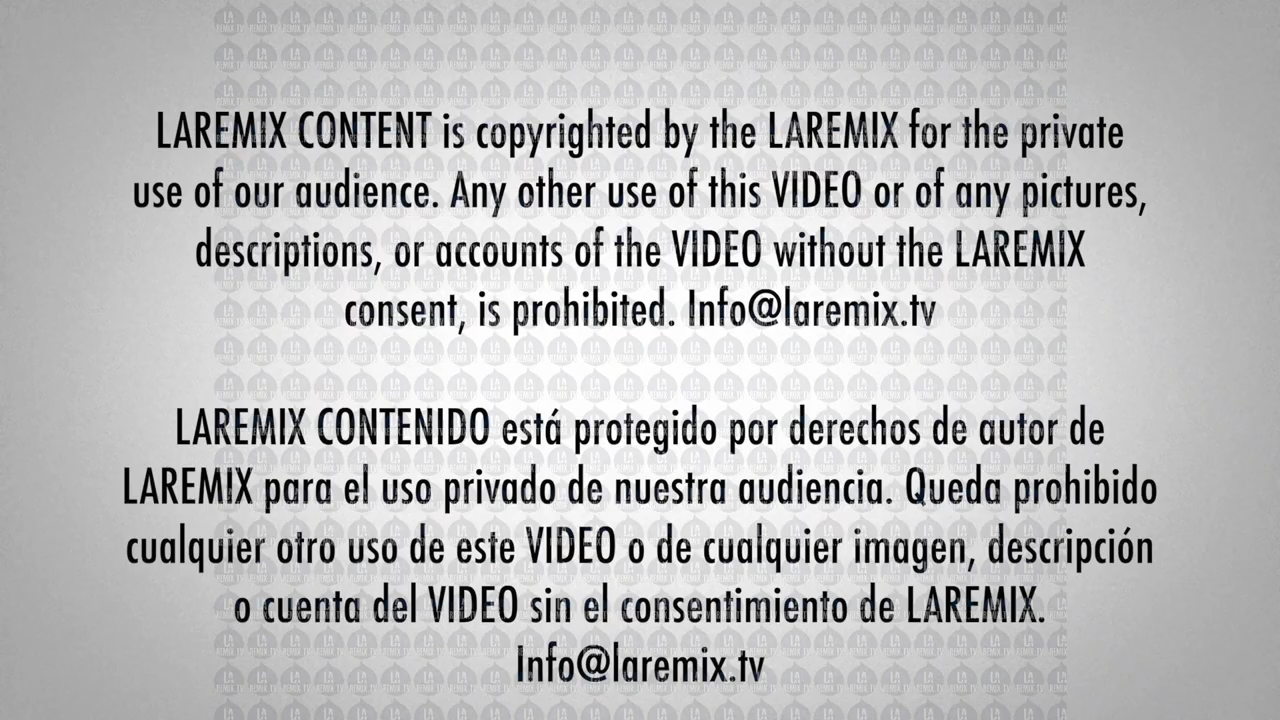 LAREMIX CONTENT is copyrighted by the LAREMIX for the private
use of our audience. Any other use of this VIDEO or of any pictures,
descriptions, or accounts of the VIDEO without the LAREMIX
consent, is prohibited. Info@laremix.tv
LAREMIX CONTENIDO está protegido por derechos de autor de
LAREMIX para el uso privado de nuestra audiencia. Queda prohibido
cualquier otro uso de este VIDEO o de cualquier imagen, descripción
o cuenta del VIDEO sin el consentimiento de LAREMIX.
Info@laremix.tv